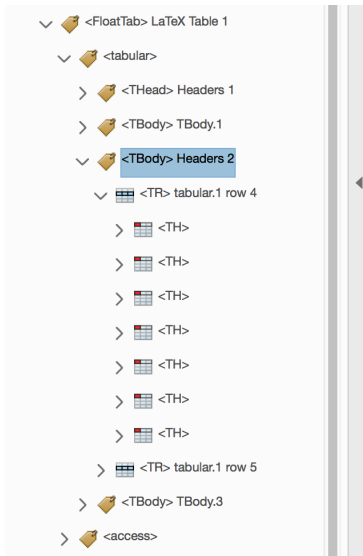 <FloatTab> LaTeX Table 1
<tabular>
<THead> Headers 1
<TBody> TBody.1
<TBody> Headers 2
<TR> tabular.1 row 4
<TH>
<TH>
<TH>
<TH>
<TH>
<TH>
<TH>
<TR> tabular.1 row 5
<TBody> TBody.3
<access>